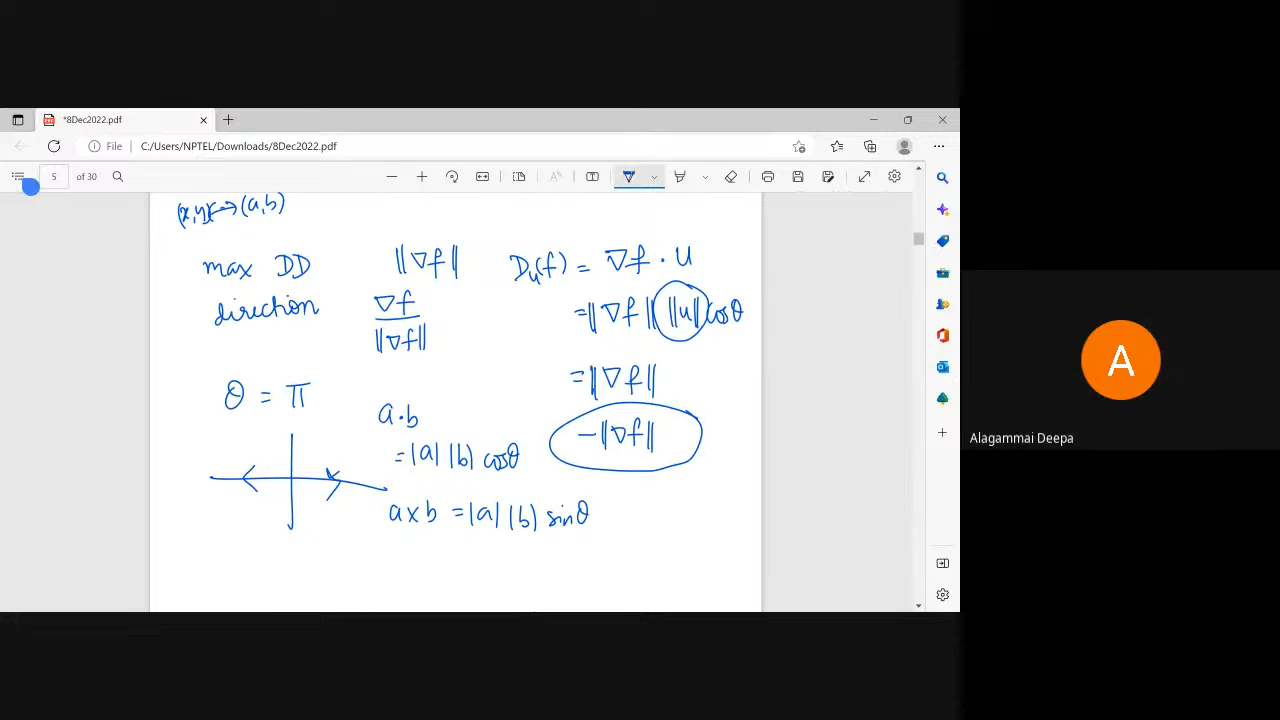 *8Dec2022.pdf
File C:/Users/NPTEL/Downloads/8Dec2022.pdf
5 of 30
(x,y)↔(a,b)
max DD ‖∇f‖ Du(f) = ∇f · u
direction ∇f/‖∇f‖ =‖∇f‖ ‖u‖ cosθ
=‖∇f‖
θ = π
a·b -‖∇f‖
=|a| |b| cosθ
a×b =|a| |b| sinθ
A
Alagammai Deepa